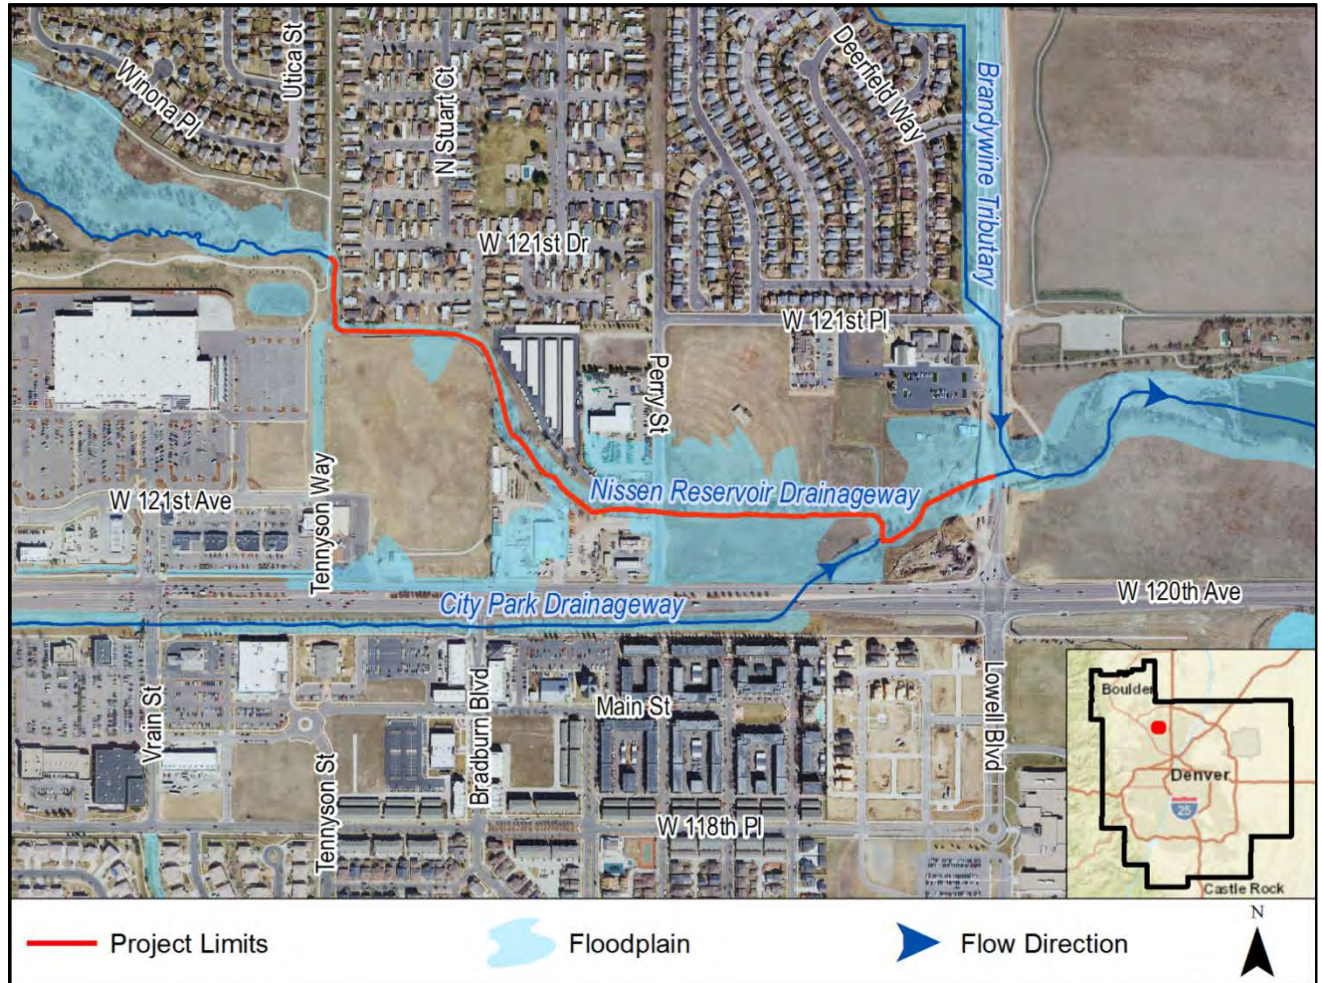 Utica St
Winona Pl
N Stuart Ct
Deerfield Way
Brandywine Tributary
W 121st Dr
W 121st Pl
Perry St
Nissen Reservoir Drainageway
W 121st Ave
Tennyson Way
City Park Drainageway
W 120th Ave
Vrain St
Tennyson St
Bradburn Blvd
Main St
Lowell Blvd
W 118th Pl
Boulder
Denver
25
Castle Rock
Project Limits
Floodplain
Flow Direction
N